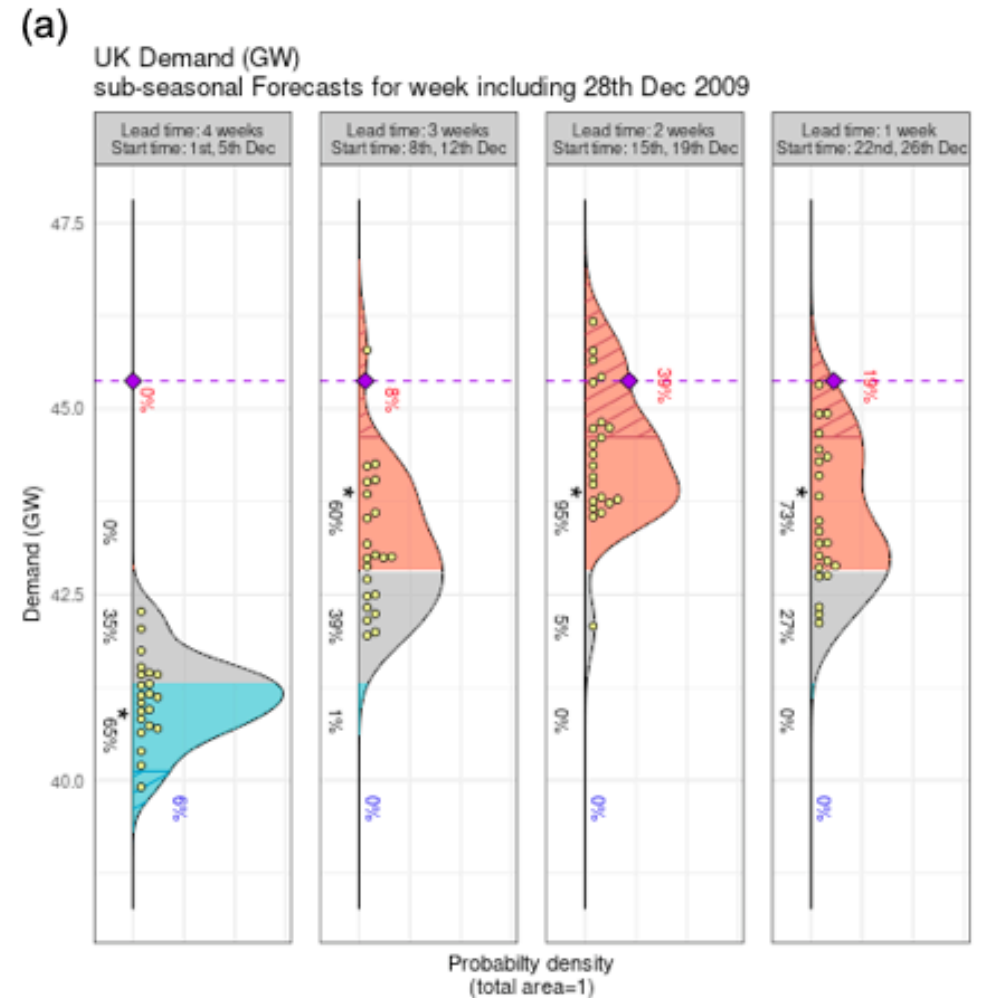 (a)
UK Demand (GW)
sub-seasonal Forecasts for week including 28th Dec 2009
Lead time: 4 weeks
Start time: 1st, 5th Dec
Lead time: 3 weeks
Start time: 8th, 12th Dec
Lead time: 2 weeks
Start time: 15th, 19th Dec
Lead time: 1 week
Start time: 22nd, 26th Dec
Demand (GW)
47.5
45.0
42.5
40.0
0%
0%
35%
* 65%
6%
8%
* 60%
39%
1%
0%
39%
* 95%
5%
0%
0%
19%
* 73%
27%
0%
0%
Probabilty density
(total area=1)